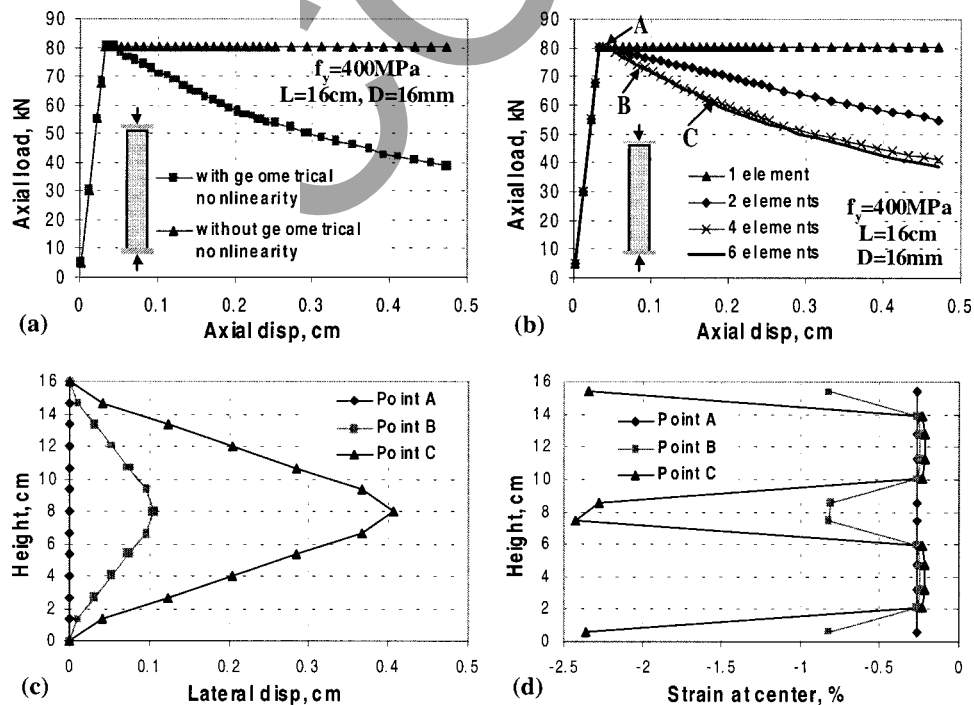 90
80
70
60
50
40
30
20
10
0
Axial load, kN
f_y=400MPa
L=16cm, D=16mm
with geometrical
nonlinearity
without geometrical
nonlinearity
0 0.1 0.2 0.3 0.4 0.5
(a) Axial disp, cm
90
80
70
60
50
40
30
20
10
0
Axial load, kN
A
B
C
1 element
2 elements
4 elements
6 elements
f_y=400MPa
L=16cm
D=16mm
0 0.1 0.2 0.3 0.4 0.5
(b) Axial disp, cm
16
14
12
10
8
6
4
2
0
Height, cm
Point A
Point B
Point C
0 0.1 0.2 0.3 0.4 0.5
(c) Lateral disp, cm
16
14
12
10
8
6
4
2
0
Height, cm
Point A
Point B
Point C
-2.5 -2 -1.5 -1 -0.5 0
(d) Strain at center, %